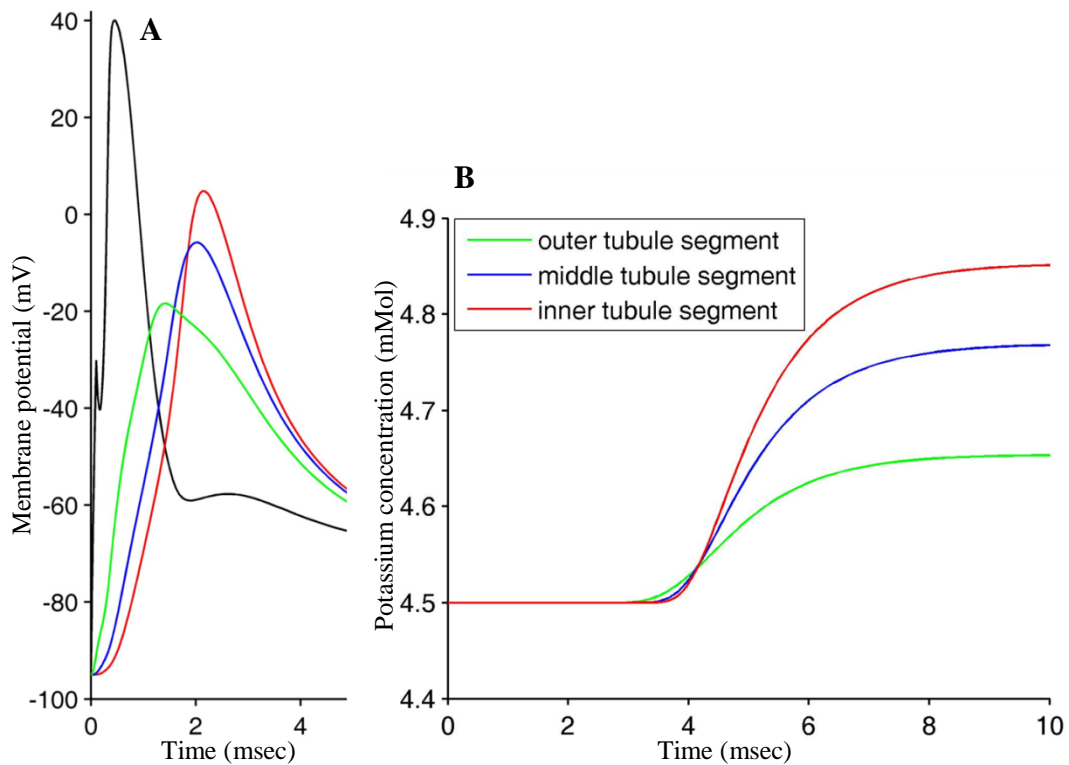 A
40
20
0
-20
-40
-60
-80
-100
0 2 4
Time (msec)
Membrane potential (mV)
B
4.9
4.8
4.7
4.6
4.5
4.4
0 2 4 6 8 10
Time (msec)
Potassium concentration (mMol)
outer tubule segment
middle tubule segment
inner tubule segment